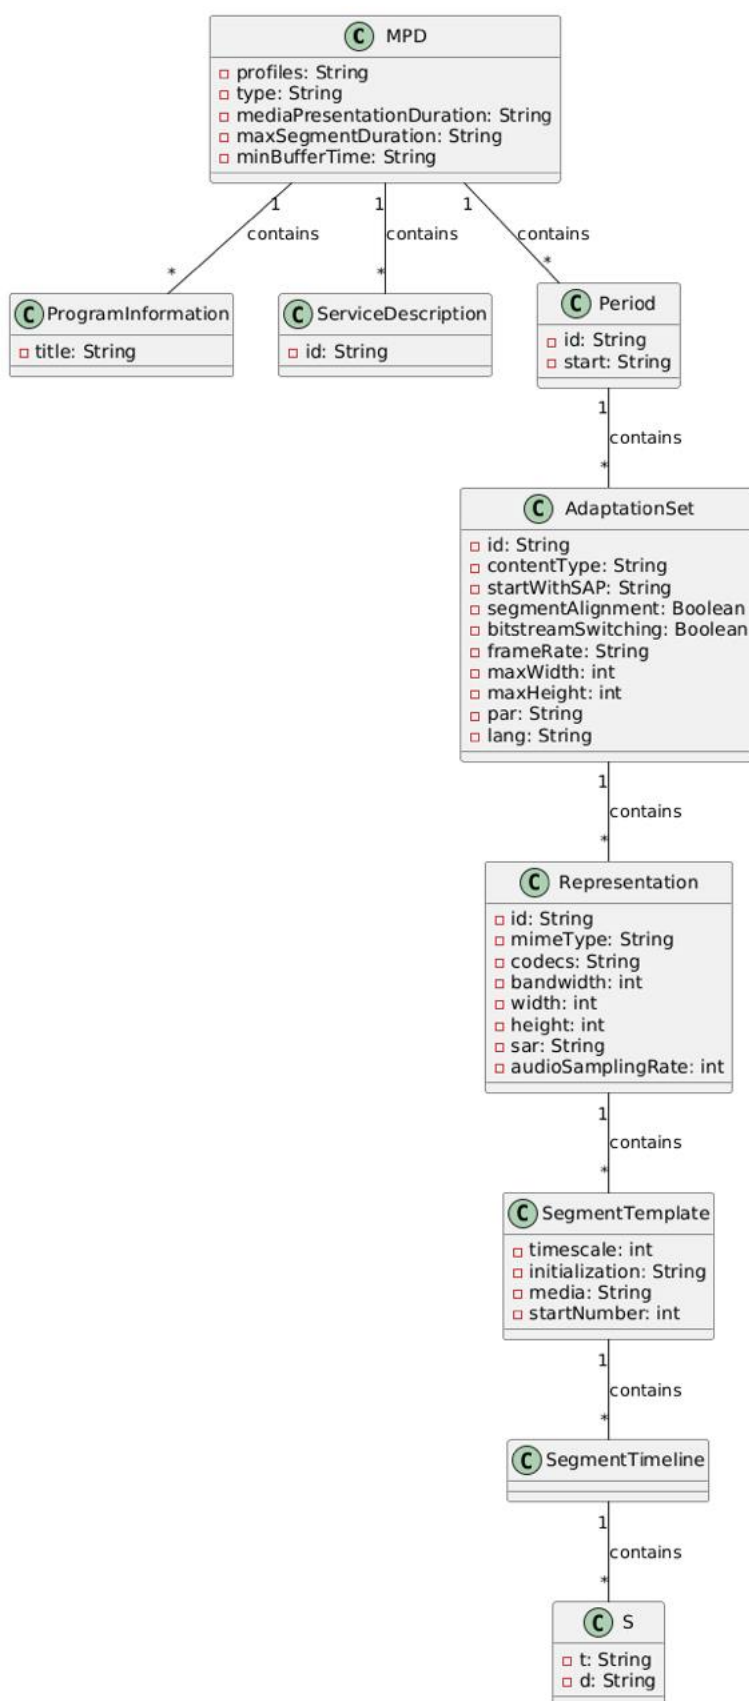 C MPD
profiles: String
type: String
mediaPresentationDuration: String
maxSegmentDuration: String
minBufferTime: String
1 1 1
contains contains contains
* * *
C ProgramInformation
title: String
C ServiceDescription
id: String
C Period
id: String
start: String
1
contains
*
C AdaptationSet
id: String
contentType: String
startWithSAP: String
segmentAlignment: Boolean
bitstreamSwitching: Boolean
frameRate: String
maxWidth: int
maxHeight: int
par: String
lang: String
1
contains
*
C Representation
id: String
mimeType: String
codecs: String
bandwidth: int
width: int
height: int
sar: String
audioSamplingRate: int
1
contains
*
C SegmentTemplate
timescale: int
initialization: String
media: String
startNumber: int
1
contains
*
C SegmentTimeline
1
contains
*
C S
t: String
d: String